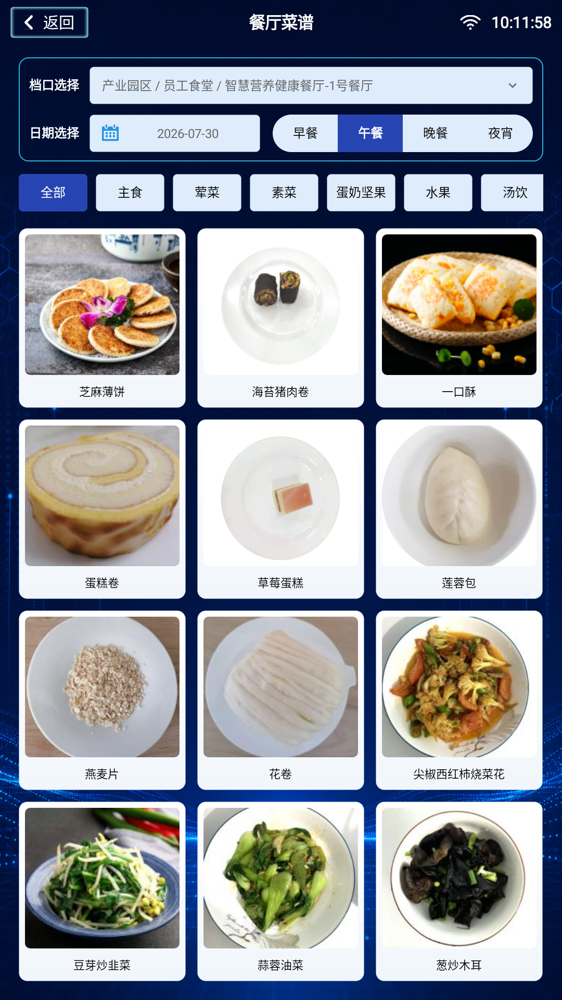 返回
餐厅菜谱
10:11:58
档口选择
产业园区 / 员工食堂 / 智慧营养健康餐厅-1号餐厅
日期选择
2026-07-30
早餐
午餐
晚餐
夜宵
全部
主食
荤菜
素菜
蛋奶坚果
水果
汤饮
芝麻薄饼
海苔猪肉卷
一口酥
蛋糕卷
草莓蛋糕
莲蓉包
燕麦片
花卷
尖椒西红柿烧菜花
豆芽炒韭菜
蒜蓉油菜
葱炒木耳